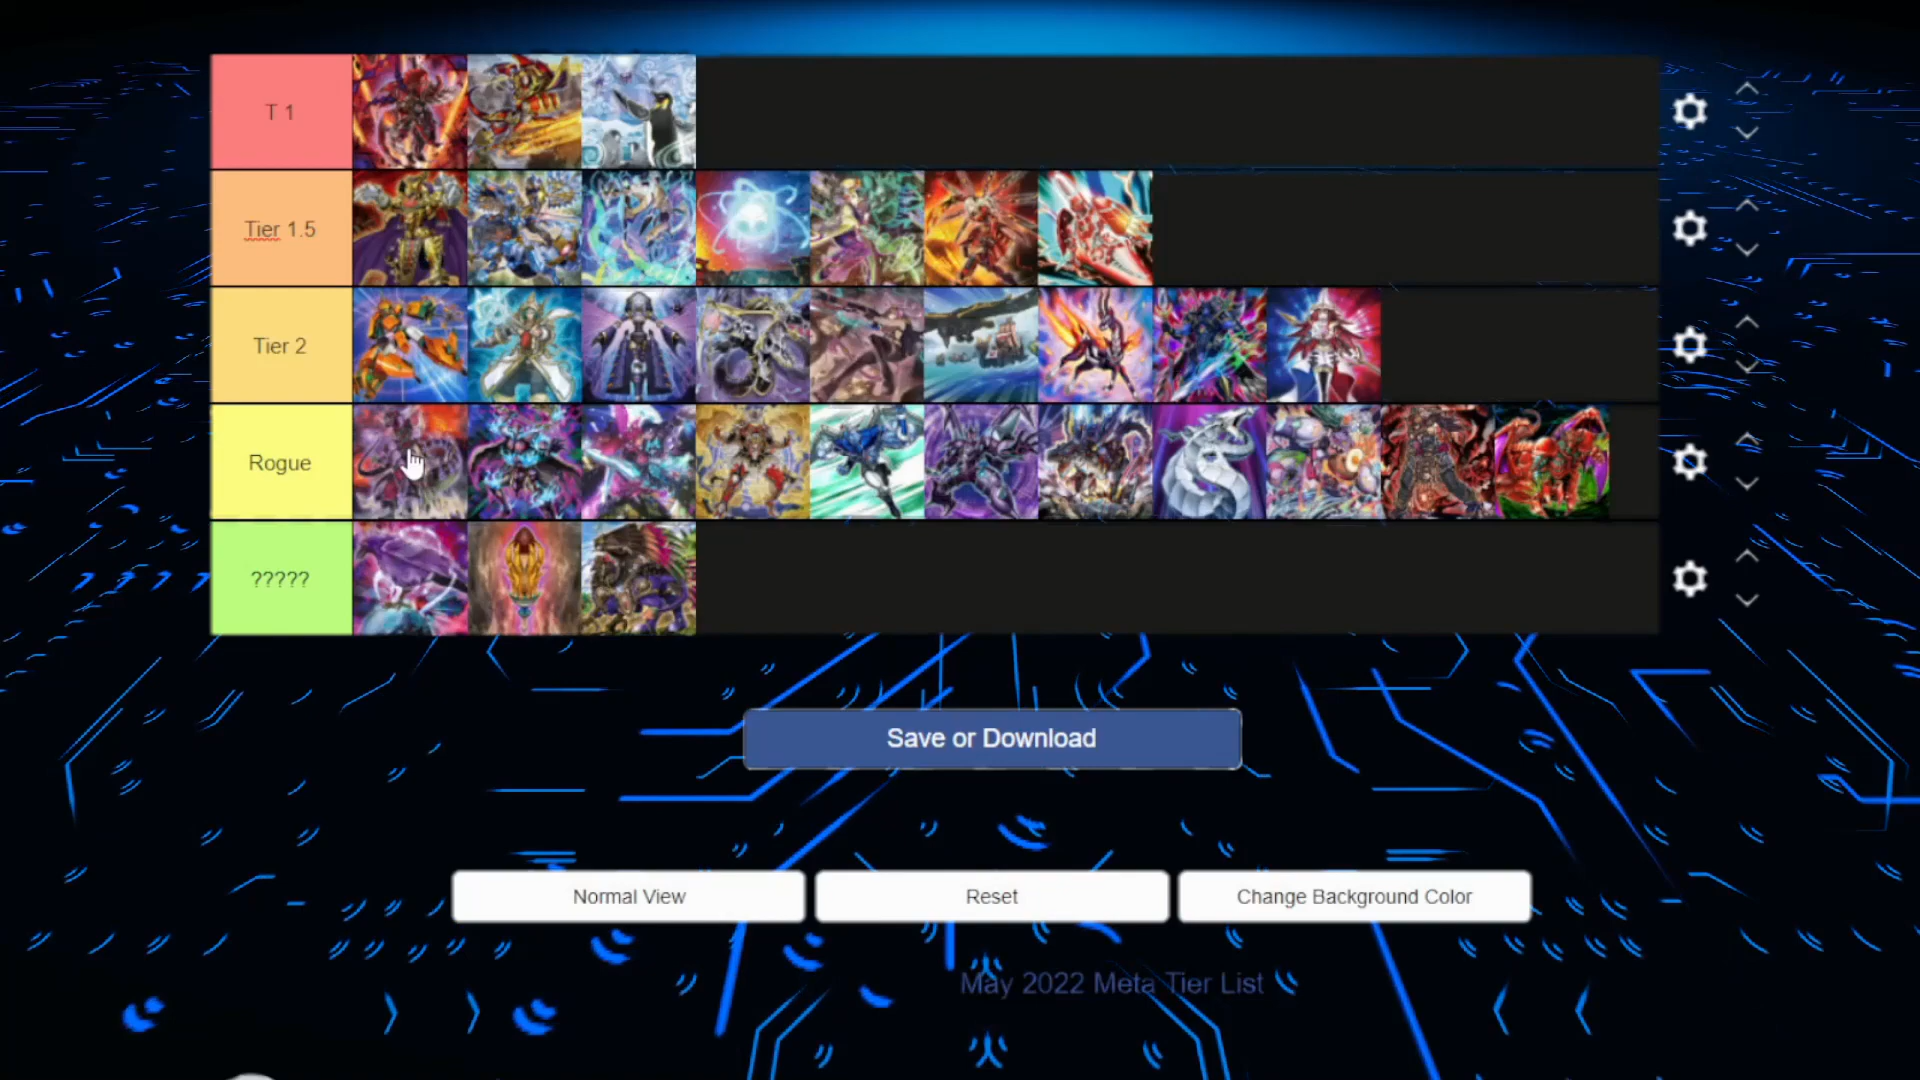 T 1
Tier 1.5
Tier 2
Rogue
?????
Save or Download
Normal View
Reset
Change Background Color
May 2022 Meta Tier List